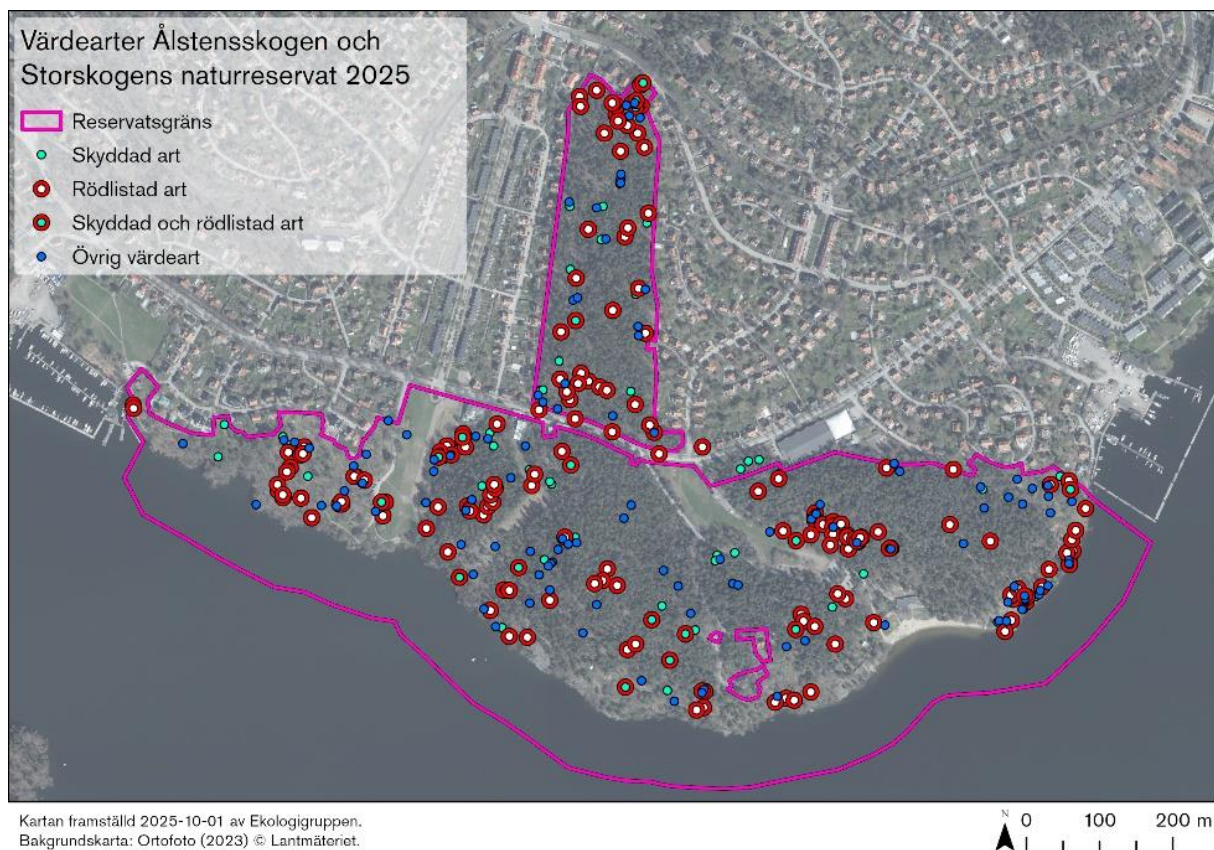 Värdearter Ålstensskogen och
Storskogens naturreservat 2025
Reservatsgräns
Skyddad art
Rödlistad art
Skyddad och rödlistad art
Övrig värdeart
Kartan framställd 2025-10-01 av Ekologigruppen.
Bakgrundskarta: Ortofoto (2023) © Lantmäteriet.
N
0 100 200 m